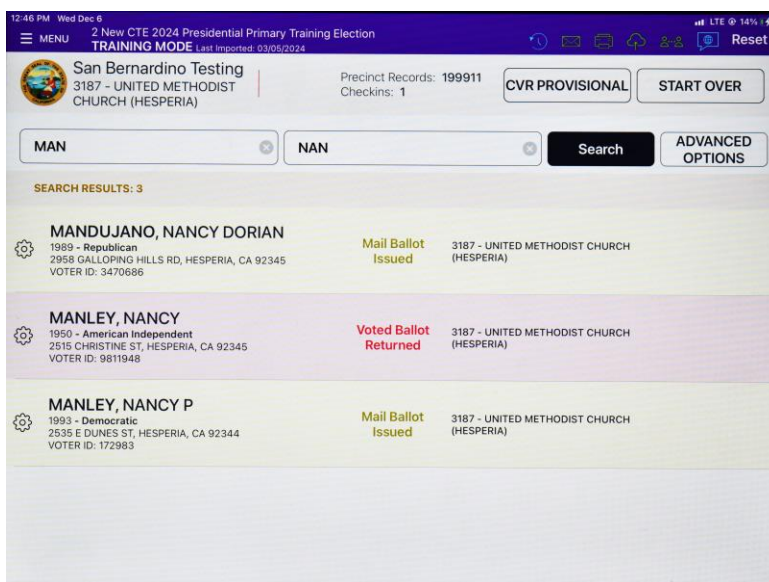 12:46 PM Wed Dec 6
LTE 14%
MENU
2 New CTE 2024 Presidential Primary Training Election
TRAINING MODE Last Imported: 03/05/2024
Reset
San Bernardino Testing
3187 - UNITED METHODIST
CHURCH (HESPERIA)
Precinct Records: 199911
Checkins: 1
CVR PROVISIONAL
START OVER
MAN
NAN
Search
ADVANCED
OPTIONS
SEARCH RESULTS: 3
MANDUJANO, NANCY DORIAN
1989 - Republican
2958 GALLOPING HILLS RD, HESPERIA, CA 92345
VOTER ID: 3470686
Mail Ballot
Issued
3187 - UNITED METHODIST CHURCH
(HESPERIA)
MANLEY, NANCY
1950 - American Independent
2515 CHRISTINE ST, HESPERIA, CA 92345
VOTER ID: 9811948
Voted Ballot
Returned
3187 - UNITED METHODIST CHURCH
(HESPERIA)
MANLEY, NANCY P
1993 - Democratic
2535 E DUNES ST, HESPERIA, CA 92344
VOTER ID: 172983
Mail Ballot
Issued
3187 - UNITED METHODIST CHURCH
(HESPERIA)